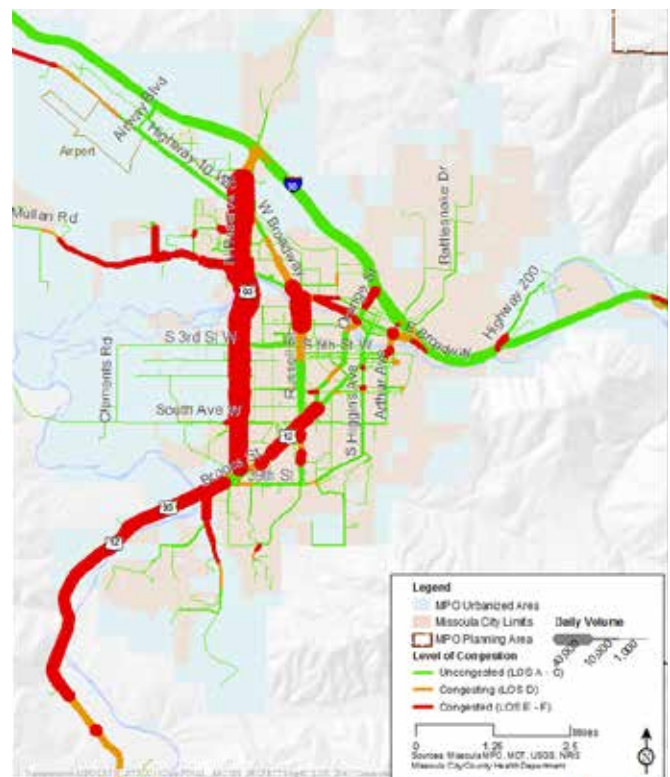 Airway Blvd
Highway 10 W
Airport
90
Mullan Rd
W Broadway
Rattlesnake Dr
93
Orange St
Highway 200
E Broadway
S 3rd St W
S 6th St W
Russell St
Clements Rd
S Higgins Ave
Arthur Ave
South Ave W
12
Brooks St
39th St
93
12
Legend
MPO Urbanized Area
Missoula City Limits
MPO Planning Area
Daily Volume
40,000
10,000
1,000
Level of Congestion
Uncongested (LOS A - C)
Congesting (LOS D)
Congested (LOS E - F)
Miles
0
1.25
2.5
Sources: Missoula MPO, MDT, USGS, NRIS
Missoula City/County Health Department